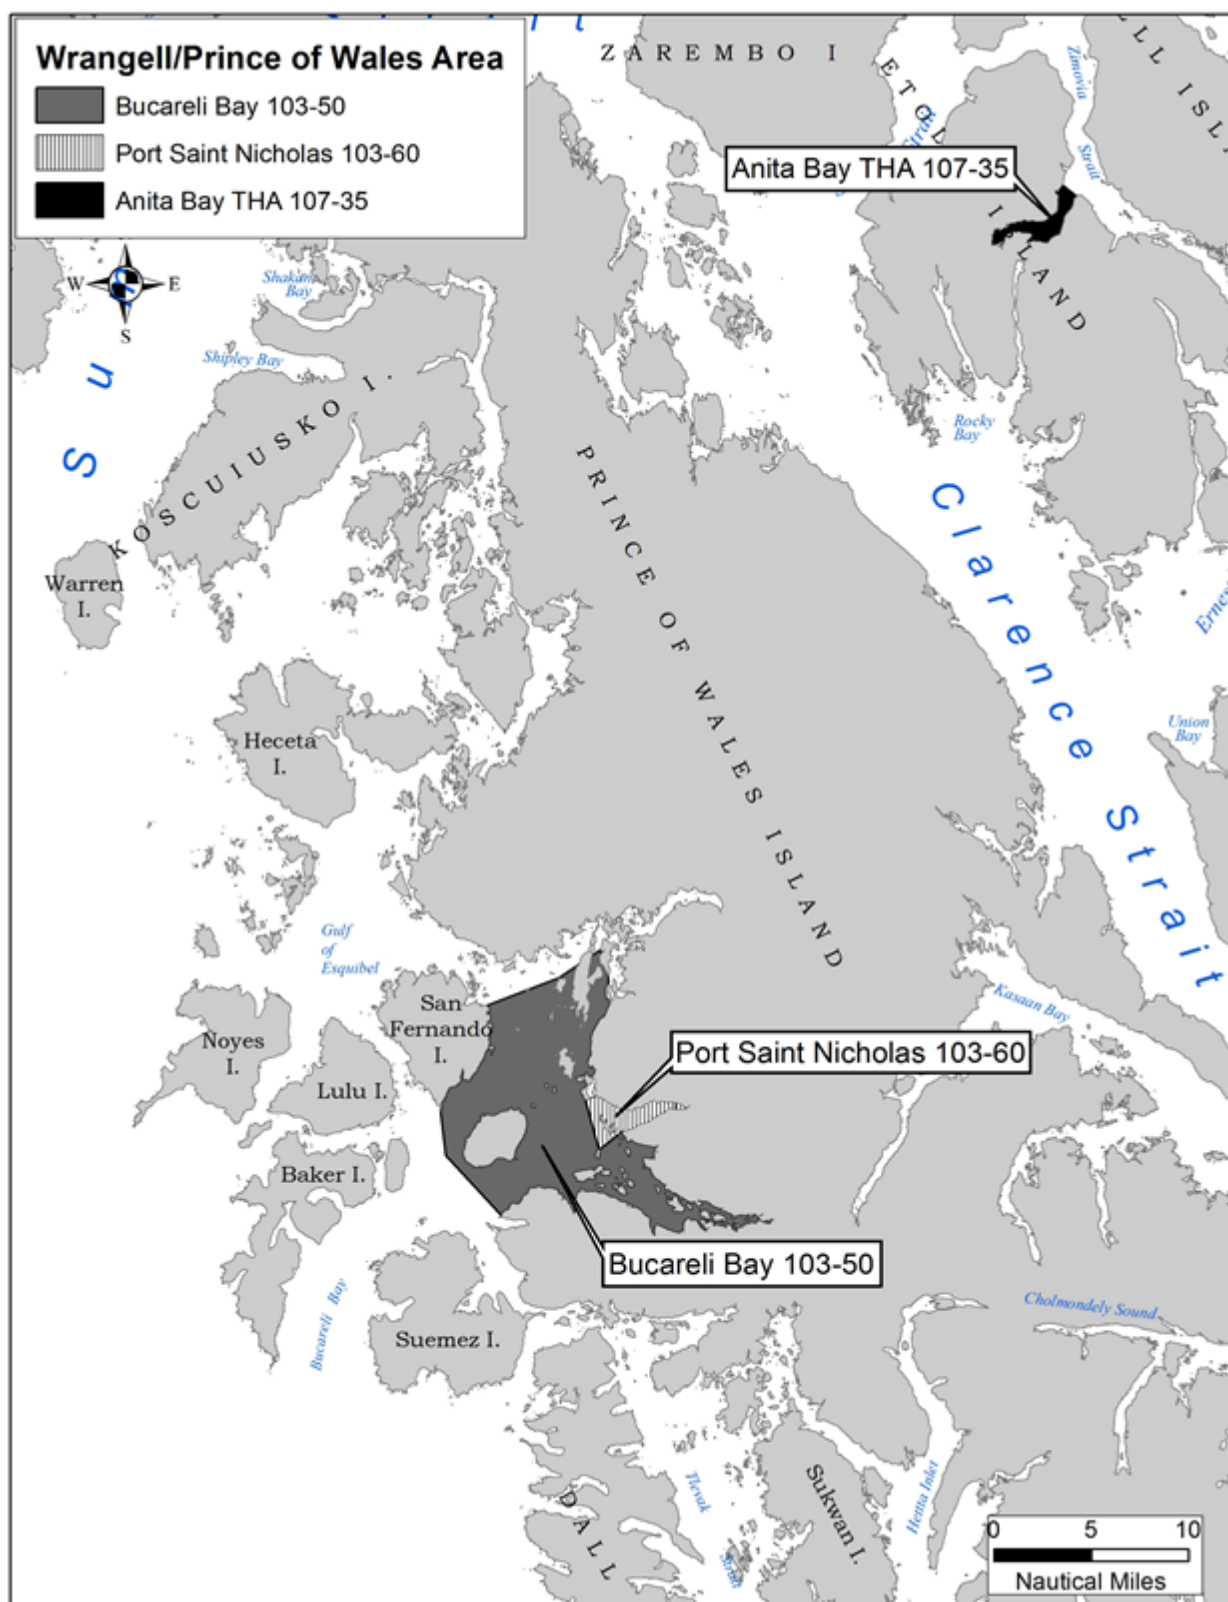 Wrangell/Prince of Wales Area
Bucareli Bay 103-50
Port Saint Nicholas 103-60
Anita Bay THA 107-35
ZAREMBO I
Zimovia
Strait
Anita Bay THA 107-35
ISLAND
W
E
S
Shakan
Bay
Shipley Bay
KOSCUIUSKO I.
Rocky
Bay
PRINCE OF WALES ISLAND
Clarence Strait
Warren
I.
Union
Bay
Heceta
I.
Gulf
of
Esquibel
San
Fernando
I.
Kasaan Bay
Noyes
I.
Port Saint Nicholas 103-60
Lulu I.
Baker I.
Bucareli Bay 103-50
Bucareli Bay
Cholmondely Sound
Suemez I.
Tlevak
Strait
Sukwan I.
Hetta Inlet
DALL
0 5 10
Nautical Miles